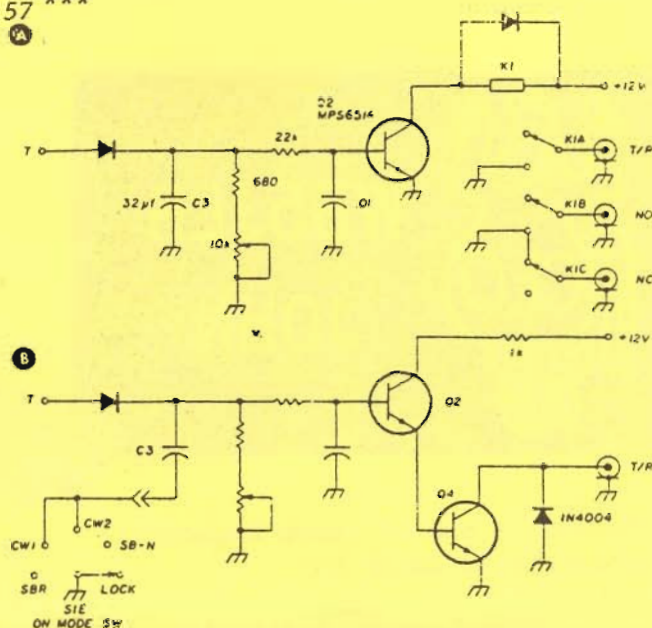 57 ***
A
K1
+12V
Q2
MPS6514
T
22k
K1A
T/R
32 µf
C3
680
.01
K1B
NO
10k
K1C
NC
B
+12V
1k
T
Q2
C3
T/R
Q4
1N4004
CW2
CW1
SB-N
SBR
LOCK
S1E
ON MODE SW